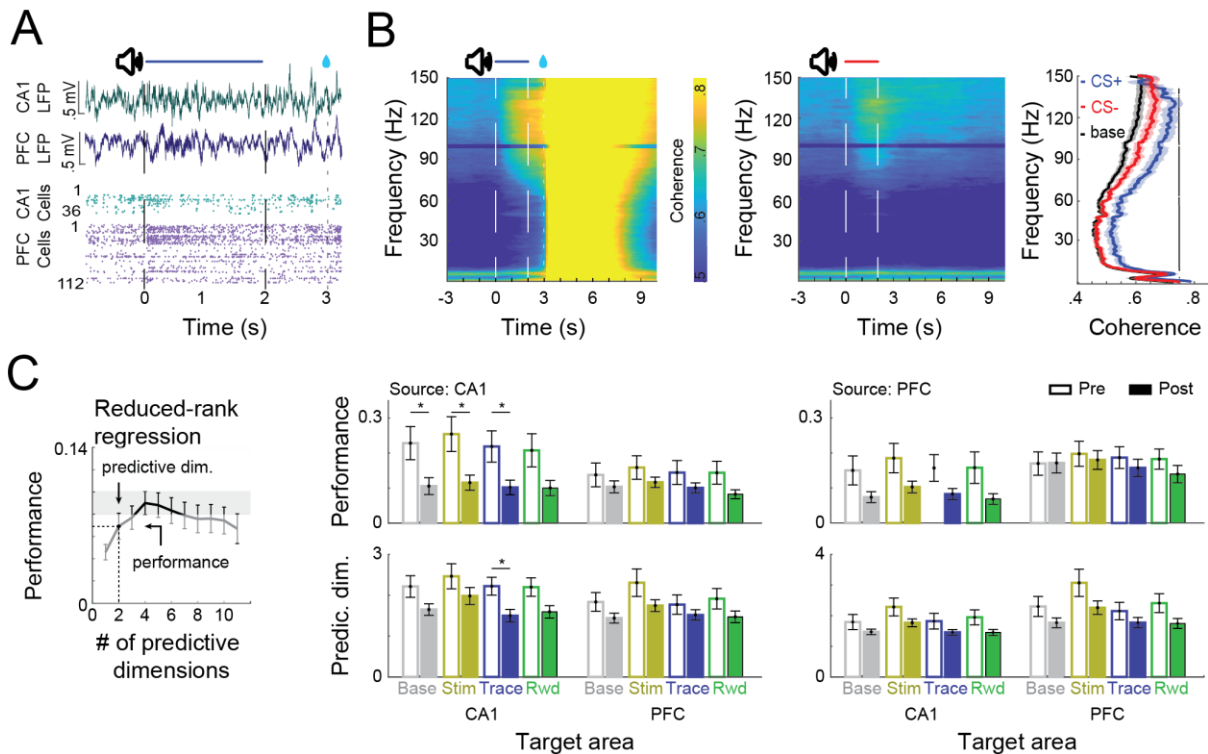 A
CA1
LFP
.5 mV
PFC
LFP
.5 mV
CA1
Cells
1
36
PFC
Cells
1
112
0 1 2 3
Time (s)
B
150
120
90
60
30
Frequency (Hz)
-3 0 3 6 9
Time (s)
.8
.7
.6
.5
Coherence
150
120
90
60
30
Frequency (Hz)
-3 0 3 6 9
Time (s)
150
120
90
60
30
Frequency (Hz)
CS+
CS-
base
.4 .6 .8
Coherence
C
Reduced-rank
regression
0.14
0
Performance
predictive dim.
performance
0 2 4 6 8 10
# of predictive
dimensions
Source: CA1
0.3
0
Performance
* * *
3
0
Predic. dim.
*
Base Stim Trace Rwd Base Stim Trace Rwd
CA1 PFC
Target area
Source: PFC
Pre Post
0.3
0
4
2
0
Base Stim Trace Rwd Base Stim Trace Rwd
CA1 PFC
Target area